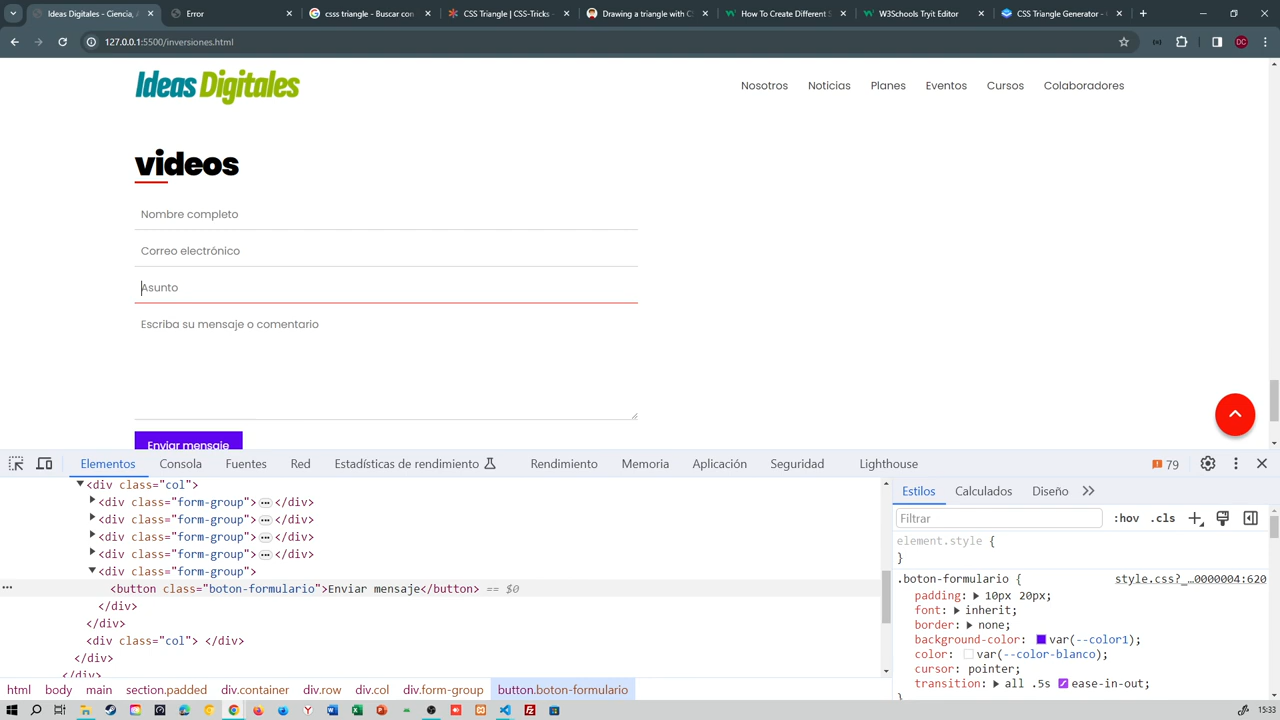 Ideas Digitales - Ciencia, A
Error
csss triangle - Buscar con
CSS Triangle | CSS-Tricks -
Drawing a triangle with C
How To Create Different S
W3Schools Tryit Editor
CSS Triangle Generator -
127.0.0.1:5500/inversiones.html
DC
Ideas Digitales
Nosotros Noticias Planes Eventos Cursos Colaboradores
videos
Nombre completo
Correo electrónico
Asunto
Escriba su mensaje o comentario
Enviar mensaje
Elementos Consola Fuentes Red Estadísticas de rendimiento Rendimiento Memoria Aplicación Seguridad Lighthouse 79
<div class="col">
<div class="form-group"> … </div>
<div class="form-group"> … </div>
<div class="form-group"> … </div>
<div class="form-group"> … </div>
<div class="form-group">
<button class="boton-formulario">Enviar mensaje</button> == $0
</div>
</div>
<div class="col"> </div>
</div>
</div>
html body main section.padded div.container div.row div.col div.form-group button.boton-formulario
Estilos Calculados Diseño
Filtrar :hov .cls
element.style {
}
.boton-formulario { style.css?_…0000004:620
padding: 10px 20px;
font: inherit;
border: none;
background-color: var(--color1);
color: var(--color-blanco);
cursor: pointer;
transition: all .5s ease-in-out;
}
15:33